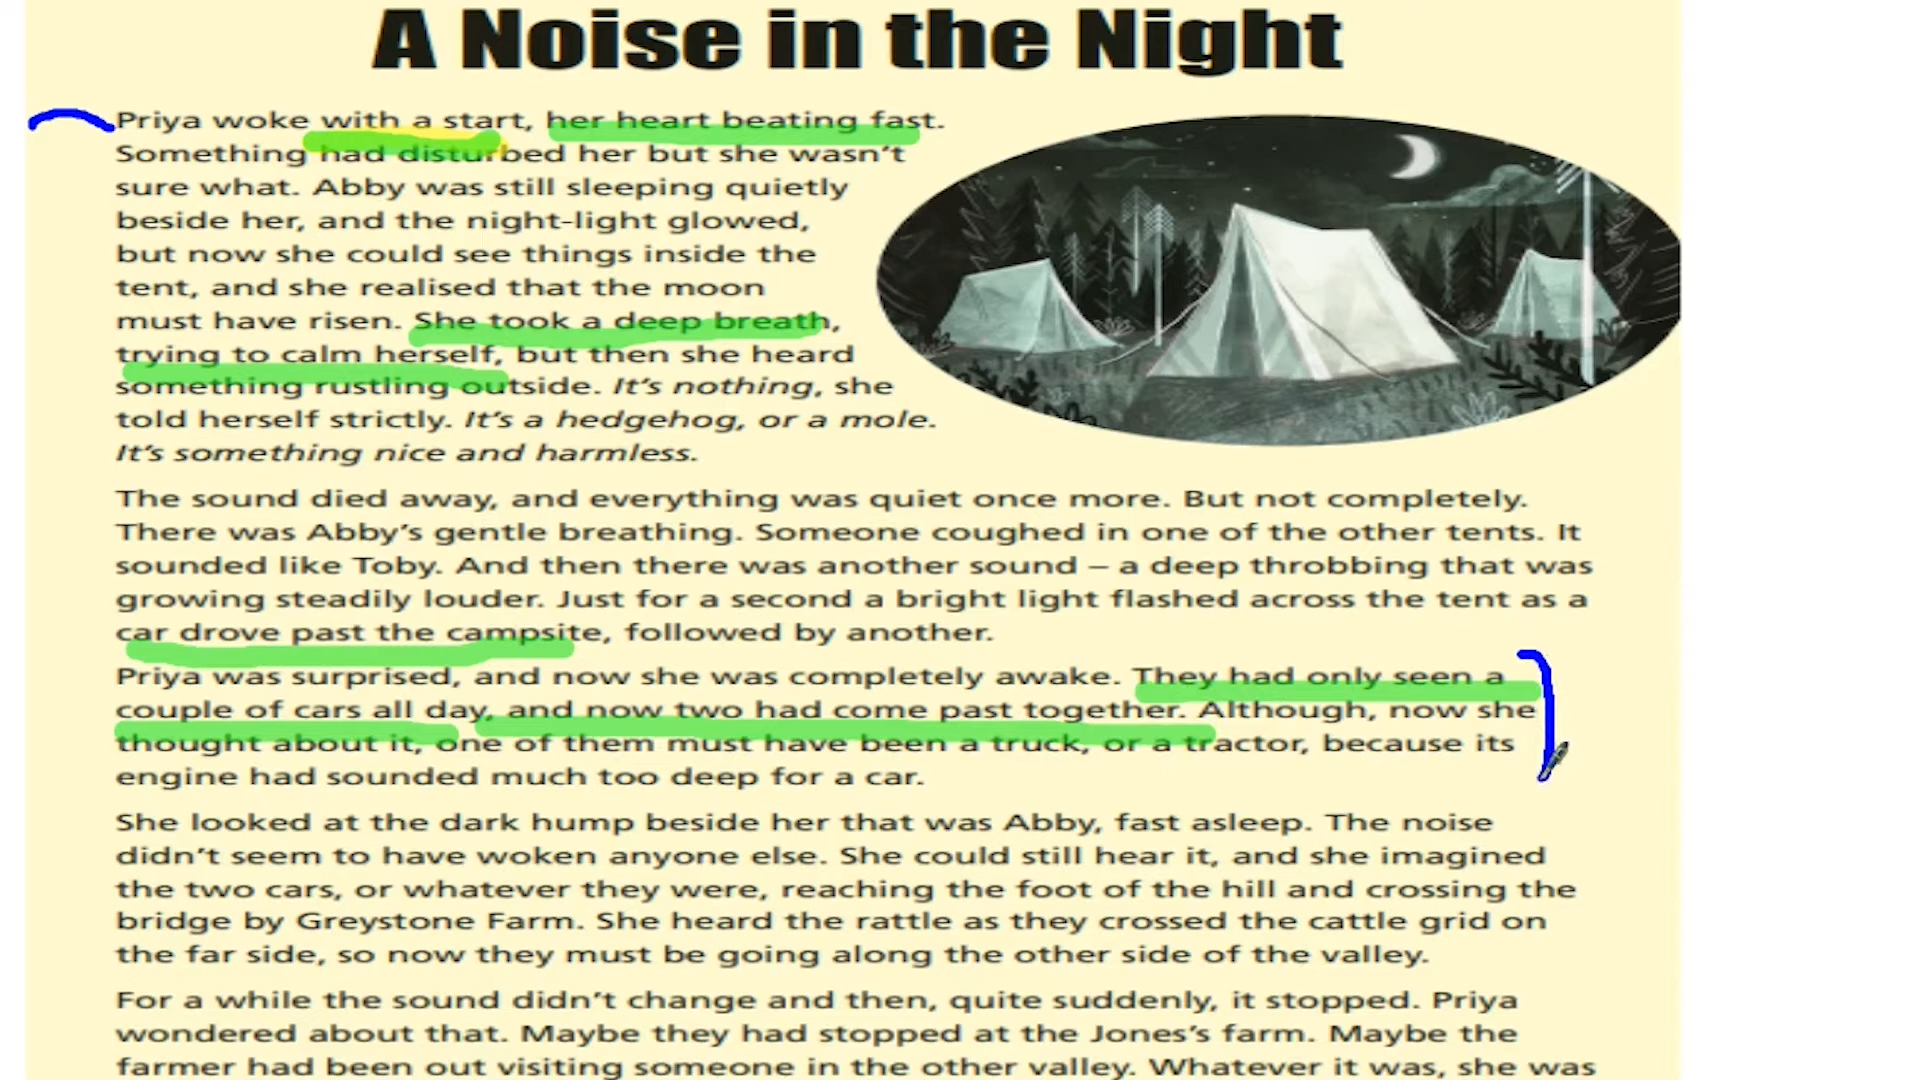 A Noise in the Night
Priya woke with a start, her heart beating fast.
Something had disturbed her but she wasn't
sure what. Abby was still sleeping quietly
beside her, and the night-light glowed,
but now she could see things inside the
tent, and she realised that the moon
must have risen. She took a deep breath,
trying to calm herself, but then she heard
something rustling outside. It's nothing, she
told herself strictly. It's a hedgehog, or a mole.
It's something nice and harmless.
The sound died away, and everything was quiet once more. But not completely.
There was Abby's gentle breathing. Someone coughed in one of the other tents. It
sounded like Toby. And then there was another sound – a deep throbbing that was
growing steadily louder. Just for a second a bright light flashed across the tent as a
car drove past the campsite, followed by another.
Priya was surprised, and now she was completely awake. They had only seen a
couple of cars all day, and now two had come past together. Although, now she
thought about it, one of them must have been a truck, or a tractor, because its
engine had sounded much too deep for a car.
She looked at the dark hump beside her that was Abby, fast asleep. The noise
didn't seem to have woken anyone else. She could still hear it, and she imagined
the two cars, or whatever they were, reaching the foot of the hill and crossing the
bridge by Greystone Farm. She heard the rattle as they crossed the cattle grid on
the far side, so now they must be going along the other side of the valley.
For a while the sound didn't change and then, quite suddenly, it stopped. Priya
wondered about that. Maybe they had stopped at the Jones's farm. Maybe the
farmer had been out visiting someone in the other valley. Whatever it was, she was